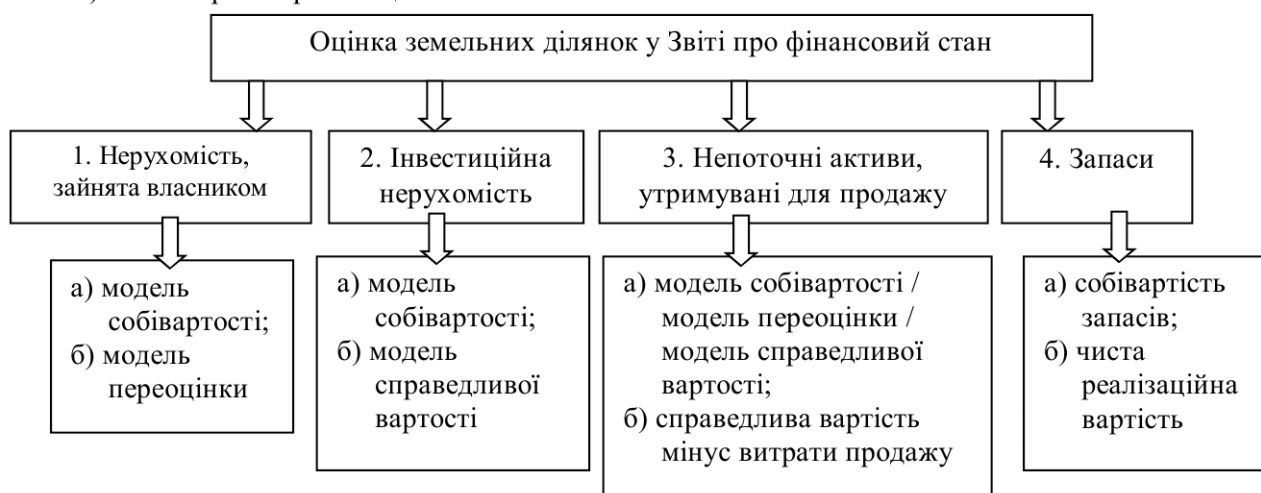 Оцінка земельних ділянок у Звіті про фінансовий стан
1. Нерухомість,
зайнята власником
2. Інвестиційна
нерухомість
3. Непоточні активи,
утримувані для продажу
4. Запаси
а) модель
собівартості;
б) модель
переоцінки
а) модель
собівартості;
б) модель
справедливої
вартості
а) модель собівартості /
модель переоцінки /
модель справедливої
вартості;
б) справедлива вартість
мінус витрати продажу
а) собівартість
запасів;
б) чиста
реалізаційна
вартість